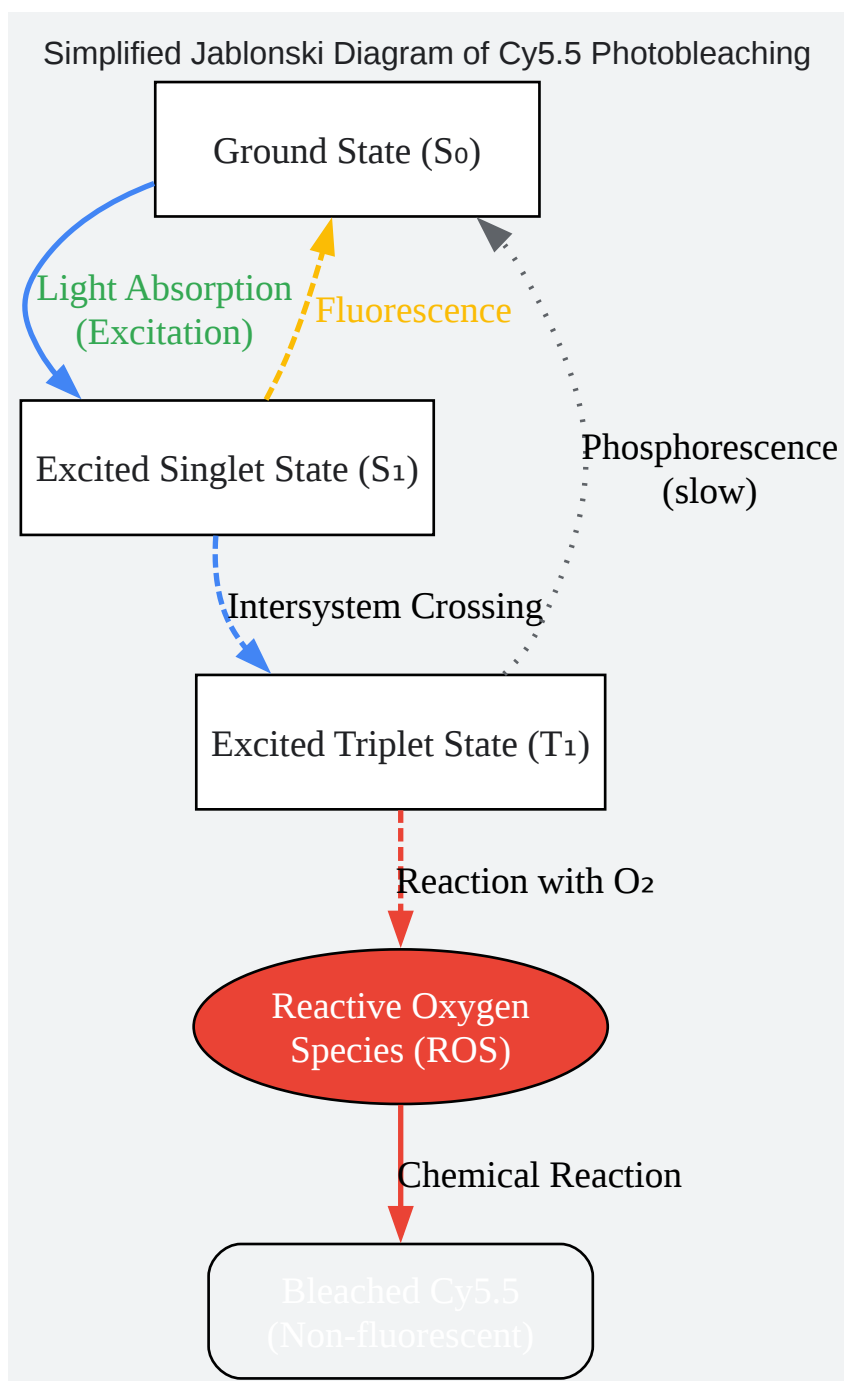 Simplified Jablonski Diagram of Cy5.5 Photobleaching
Ground State (S₀)
Light Absorption
(Excitation)
Fluorescence
Excited Singlet State (S₁)
Phosphorescence
(slow)
Intersystem Crossing
Excited Triplet State (T₁)
Reaction with O₂
Reactive Oxygen
Species (ROS)
Chemical Reaction
Bleached Cy5.5
(Non-fluorescent)